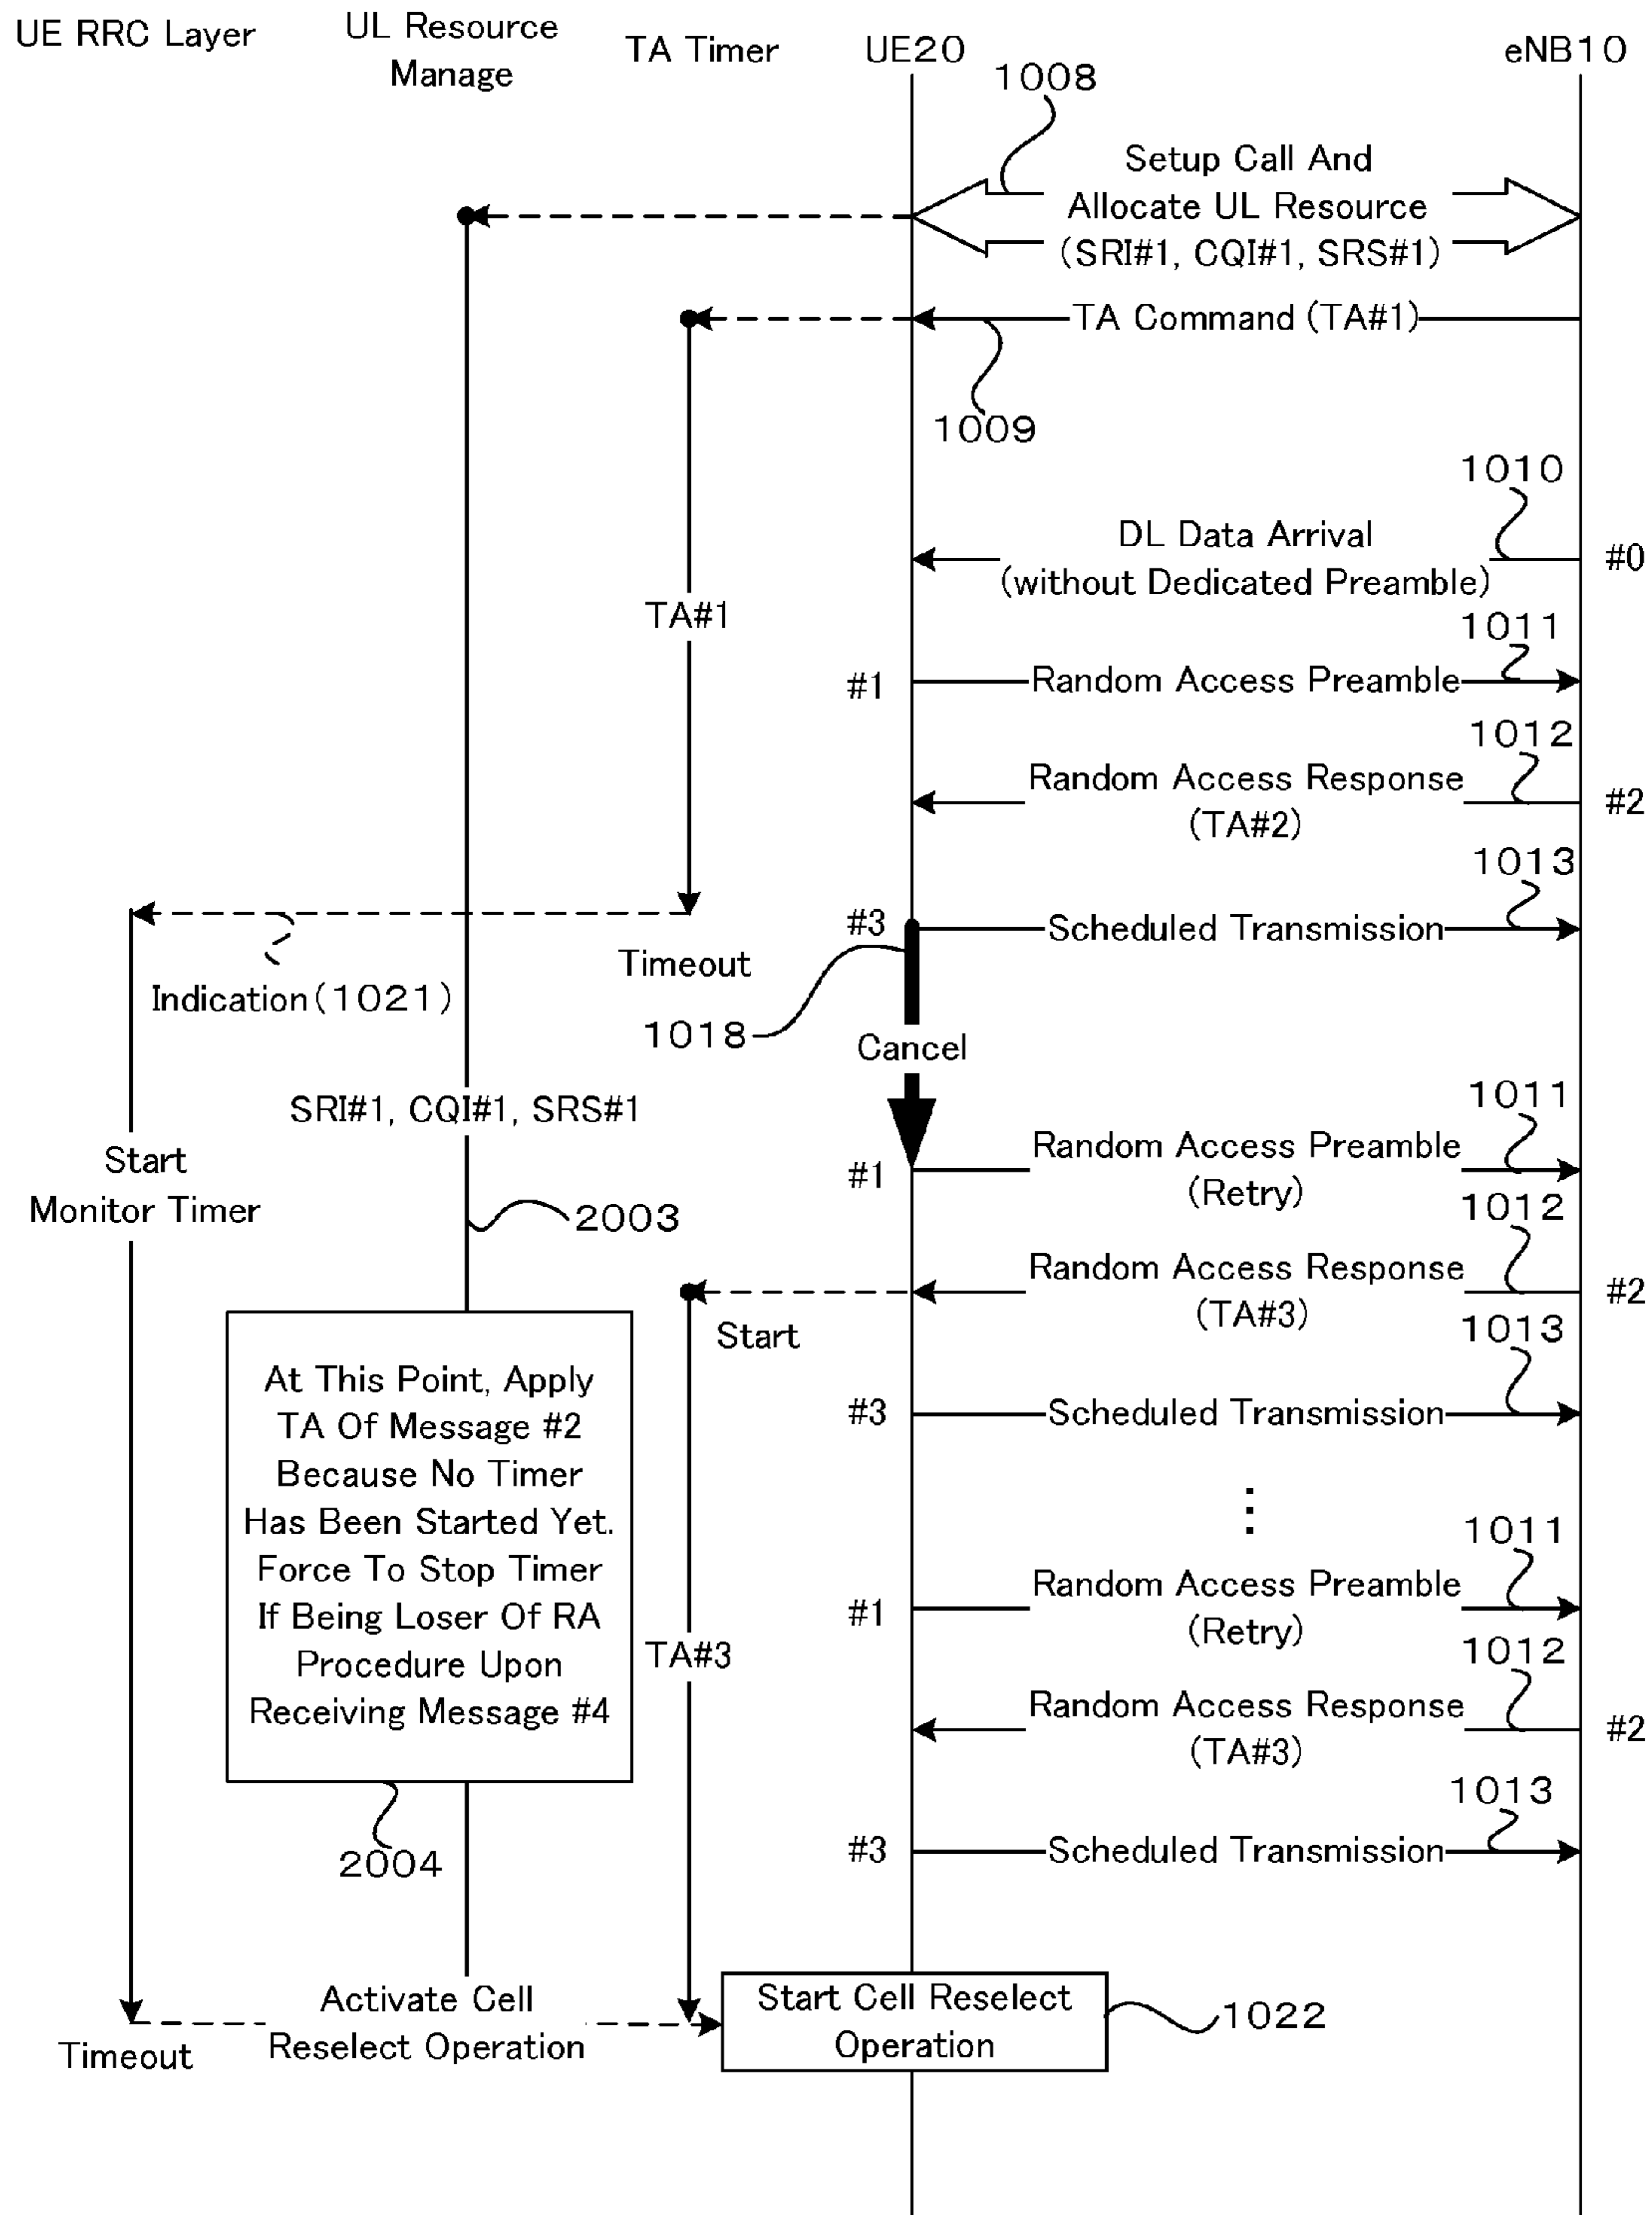 UE RRC Layer
UL Resource
Manage
TA Timer
UE20
eNB10
1008
Setup Call And
Allocate UL Resource
(SRI#1, CQI#1, SRS#1)
TA Command (TA#1)
1009
1010
DL Data Arrival
(without Dedicated Preamble)
#0
TA#1
1011
#1
Random Access Preamble
1012
Random Access Response
(TA#2)
#2
1013
#3
Scheduled Transmission
Timeout
Indication(1021)
1018
Cancel
SRI#1, CQI#1, SRS#1
1011
Start
Monitor Timer
#1
Random Access Preamble
(Retry)
2003
1012
Random Access Response
(TA#3)
#2
Start
1013
At This Point, Apply
TA Of Message #2
Because No Timer
Has Been Started Yet.
Force To Stop Timer
If Being Loser Of RA
Procedure Upon
Receiving Message #4
#3
Scheduled Transmission
1011
#1
Random Access Preamble
(Retry)
TA#3
1012
Random Access Response
(TA#3)
#2
1013
#3
Scheduled Transmission
2004
Activate Cell
Reselect Operation
Start Cell Reselect
Operation
1022
Timeout